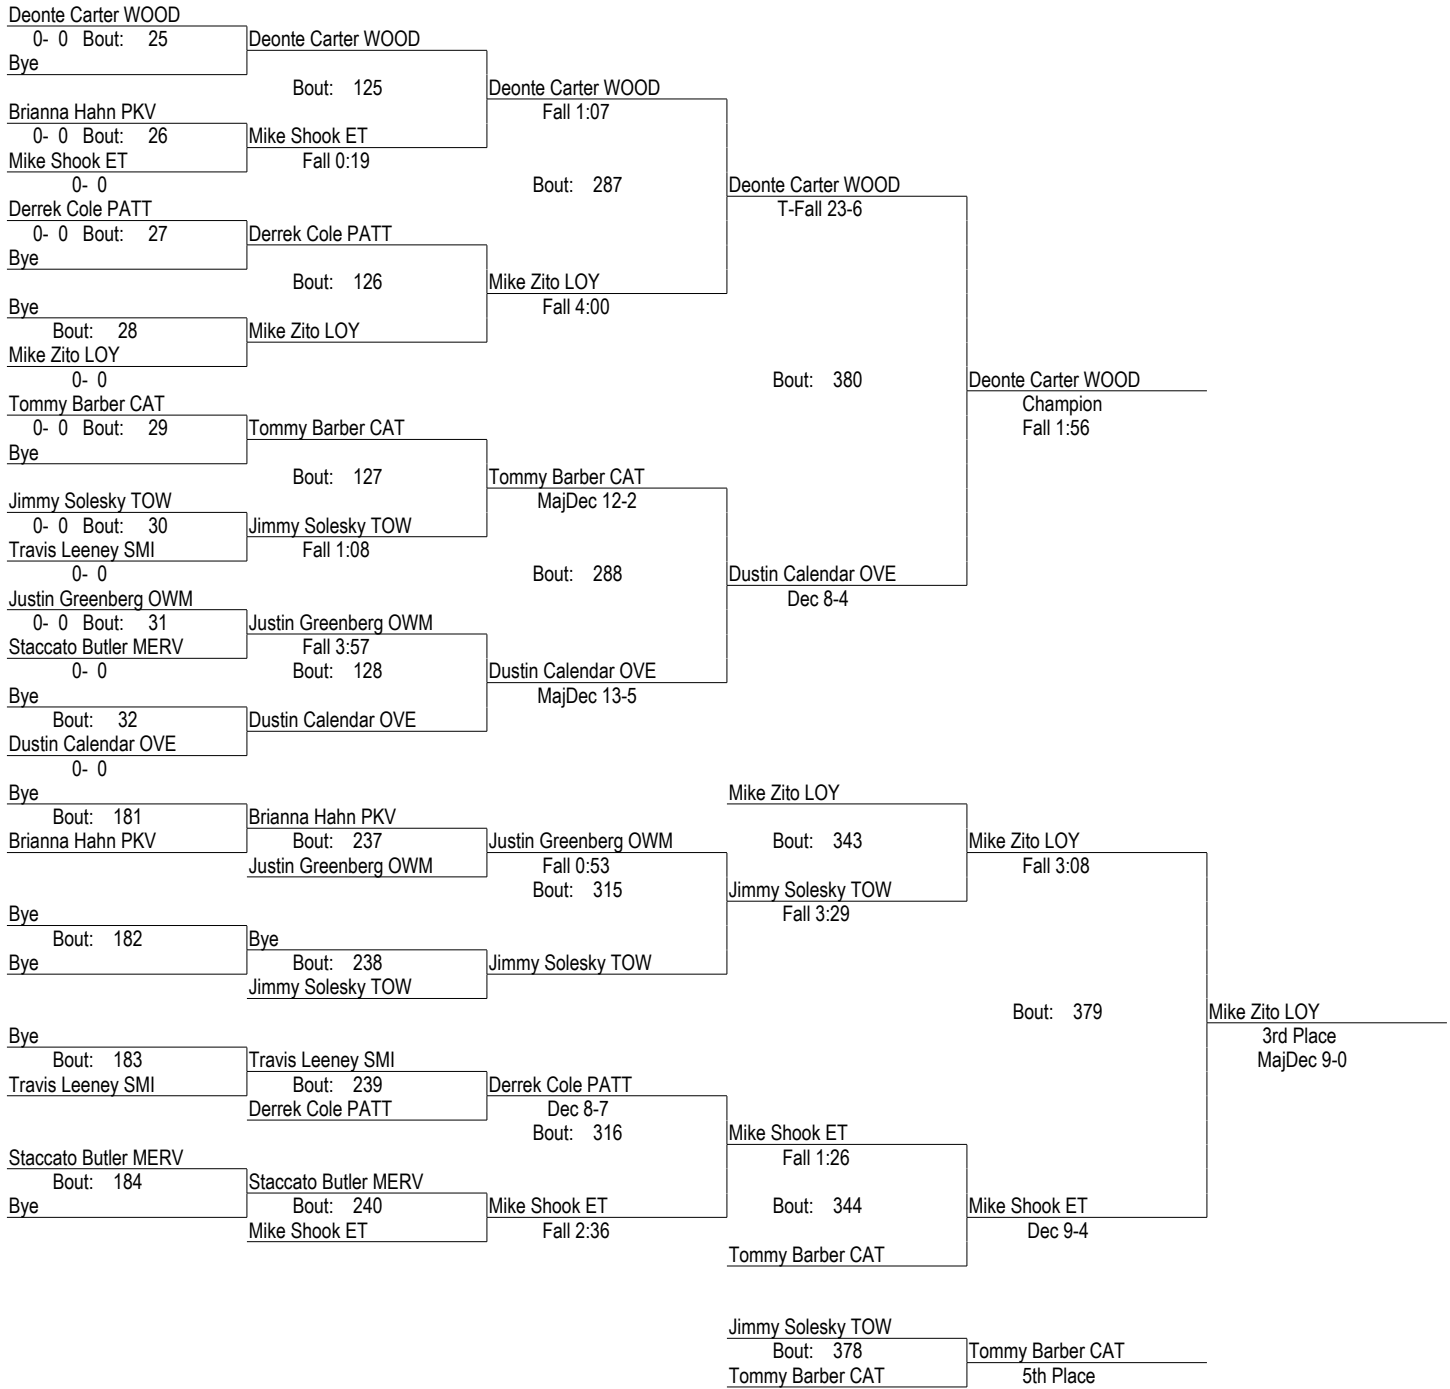 Deonte Carter WOOD
0- 0 Bout: 25 Deonte Carter WOOD
Bye
Bout: 125 Deonte Carter WOOD
Brianna Hahn PKV Fall 1:07
0- 0 Bout: 26 Mike Shook ET
Mike Shook ET Fall 0:19
0- 0 Bout: 287 Deonte Carter WOOD
Derrek Cole PATT T-Fall 23-6
0- 0 Bout: 27 Derrek Cole PATT
Bye
Bout: 126 Mike Zito LOY
Bye Fall 4:00
Bout: 28 Mike Zito LOY
Mike Zito LOY
0- 0 Bout: 380 Deonte Carter WOOD
Tommy Barber CAT Champion
0- 0 Bout: 29 Tommy Barber CAT Fall 1:56
Bye
Bout: 127 Tommy Barber CAT
Jimmy Solesky TOW MajDec 12-2
0- 0 Bout: 30 Jimmy Solesky TOW
Travis Leeney SMI Fall 1:08
0- 0 Bout: 288 Dustin Calendar OVE
Justin Greenberg OWM Dec 8-4
0- 0 Bout: 31 Justin Greenberg OWM
Staccato Butler MERV Fall 3:57
0- 0 Bout: 128 Dustin Calendar OVE
Bye MajDec 13-5
Bout: 32 Dustin Calendar OVE
Dustin Calendar OVE
0- 0
Bye Mike Zito LOY
Bout: 181 Brianna Hahn PKV
Brianna Hahn PKV Bout: 237 Justin Greenberg OWM Bout: 343 Mike Zito LOY
Justin Greenberg OWM Fall 0:53 Fall 3:08
Bout: 315 Jimmy Solesky TOW
Bye Fall 3:29
Bout: 182 Bye
Bye Bout: 238 Jimmy Solesky TOW
Jimmy Solesky TOW
Bout: 379 Mike Zito LOY
Bye 3rd Place
Bout: 183 Travis Leeney SMI MajDec 9-0
Travis Leeney SMI Bout: 239 Derrek Cole PATT
Derrek Cole PATT Dec 8-7
Bout: 316 Mike Shook ET
Staccato Butler MERV Fall 1:26
Bout: 184 Staccato Butler MERV
Bye Bout: 240 Mike Shook ET Bout: 344 Mike Shook ET
Mike Shook ET Fall 2:36 Dec 9-4
Tommy Barber CAT
Jimmy Solesky TOW
Bout: 378 Tommy Barber CAT
Tommy Barber CAT 5th Place